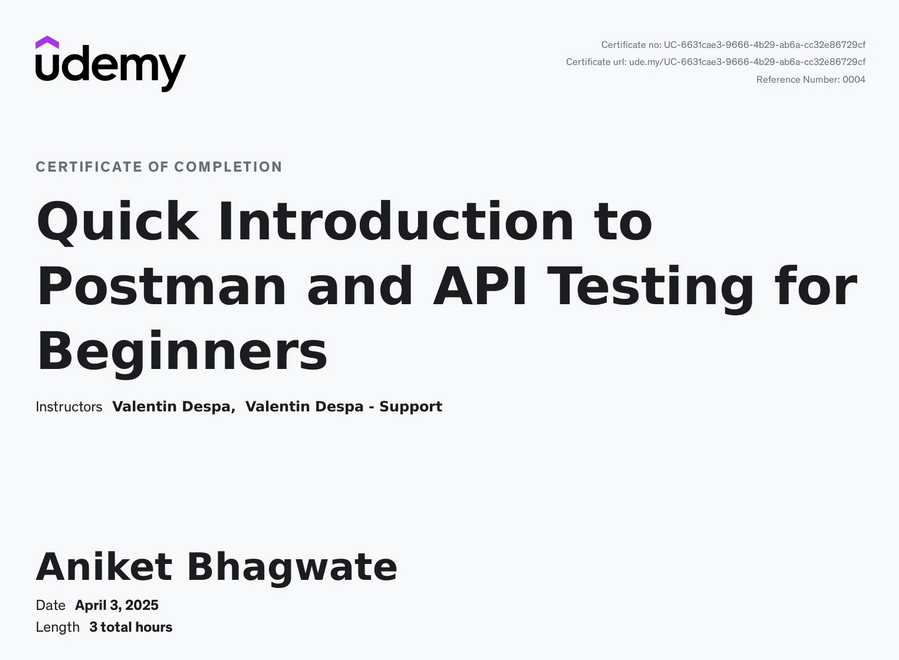 udemy
Certificate no: UC-6631cae3-9666-4b29-ab6a-cc32e86729cf
Certificate url: ude.my/UC-6631cae3-9666-4b29-ab6a-cc32e86729cf
Reference Number: 0004
CERTIFICATE OF COMPLETION
Quick Introduction to
Postman and API Testing for
Beginners
Instructors Valentin Despa, Valentin Despa - Support
Aniket Bhagwate
Date April 3, 2025
Length 3 total hours